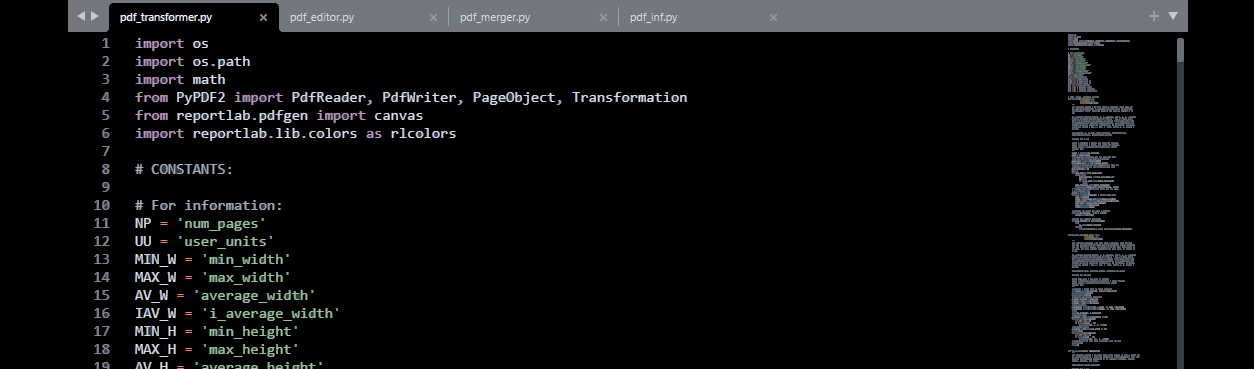 pdf_transformer.py × pdf_editor.py × pdf_merger.py × pdf_inf.py ×
1 import os
2 import os.path
3 import math
4 from PyPDF2 import PdfReader, PdfWriter, PageObject, Transformation
5 from reportlab.pdfgen import canvas
6 import reportlab.lib.colors as rlcolors
7
8 # CONSTANTS:
9
10 # For information:
11 NP = 'num_pages'
12 UU = 'user_units'
13 MIN_W = 'min_width'
14 MAX_W = 'max_width'
15 AV_W = 'average_width'
16 IAV_W = 'i_average_width'
17 MIN_H = 'min_height'
18 MAX_H = 'max_height'
19 AV_H = 'average_height'